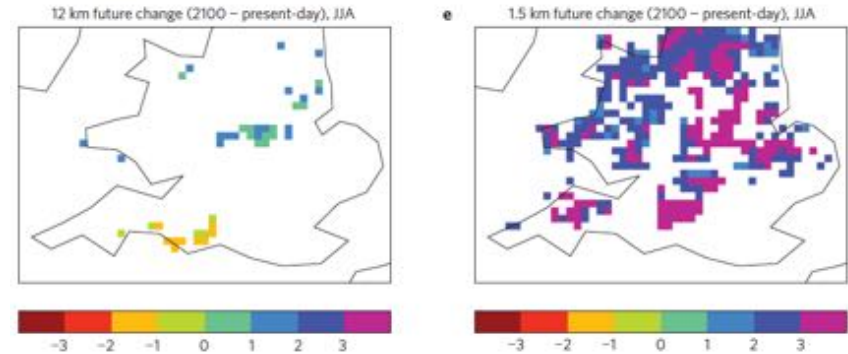 12 km future change (2100 – present-day), JJA
e
1.5 km future change (2100 – present-day), JJA
−3 −2 −1 0 1 2 3
−3 −2 −1 0 1 2 3